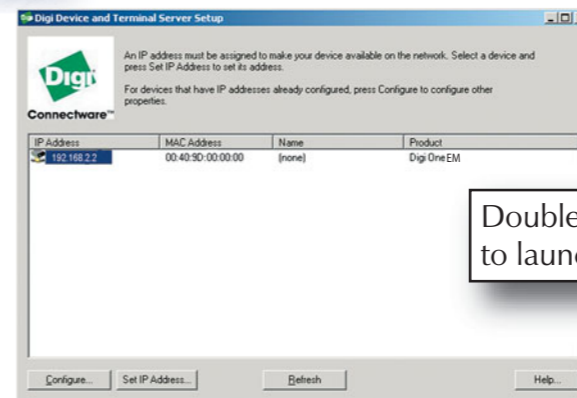 Digi Device and Terminal Server Setup
An IP address must be assigned to make your device available on the network. Select a device and
press Set IP Address to set its address.
For devices that have IP addresses already configured, press Configure to configure other
properties.
Digi
Connectware™
IP Address MAC Address Name Product
192.168.2.2 00:40:9D:00:00:00 (none) Digi One EM
Double
to
Configure... Set IP Address... Refresh Help...